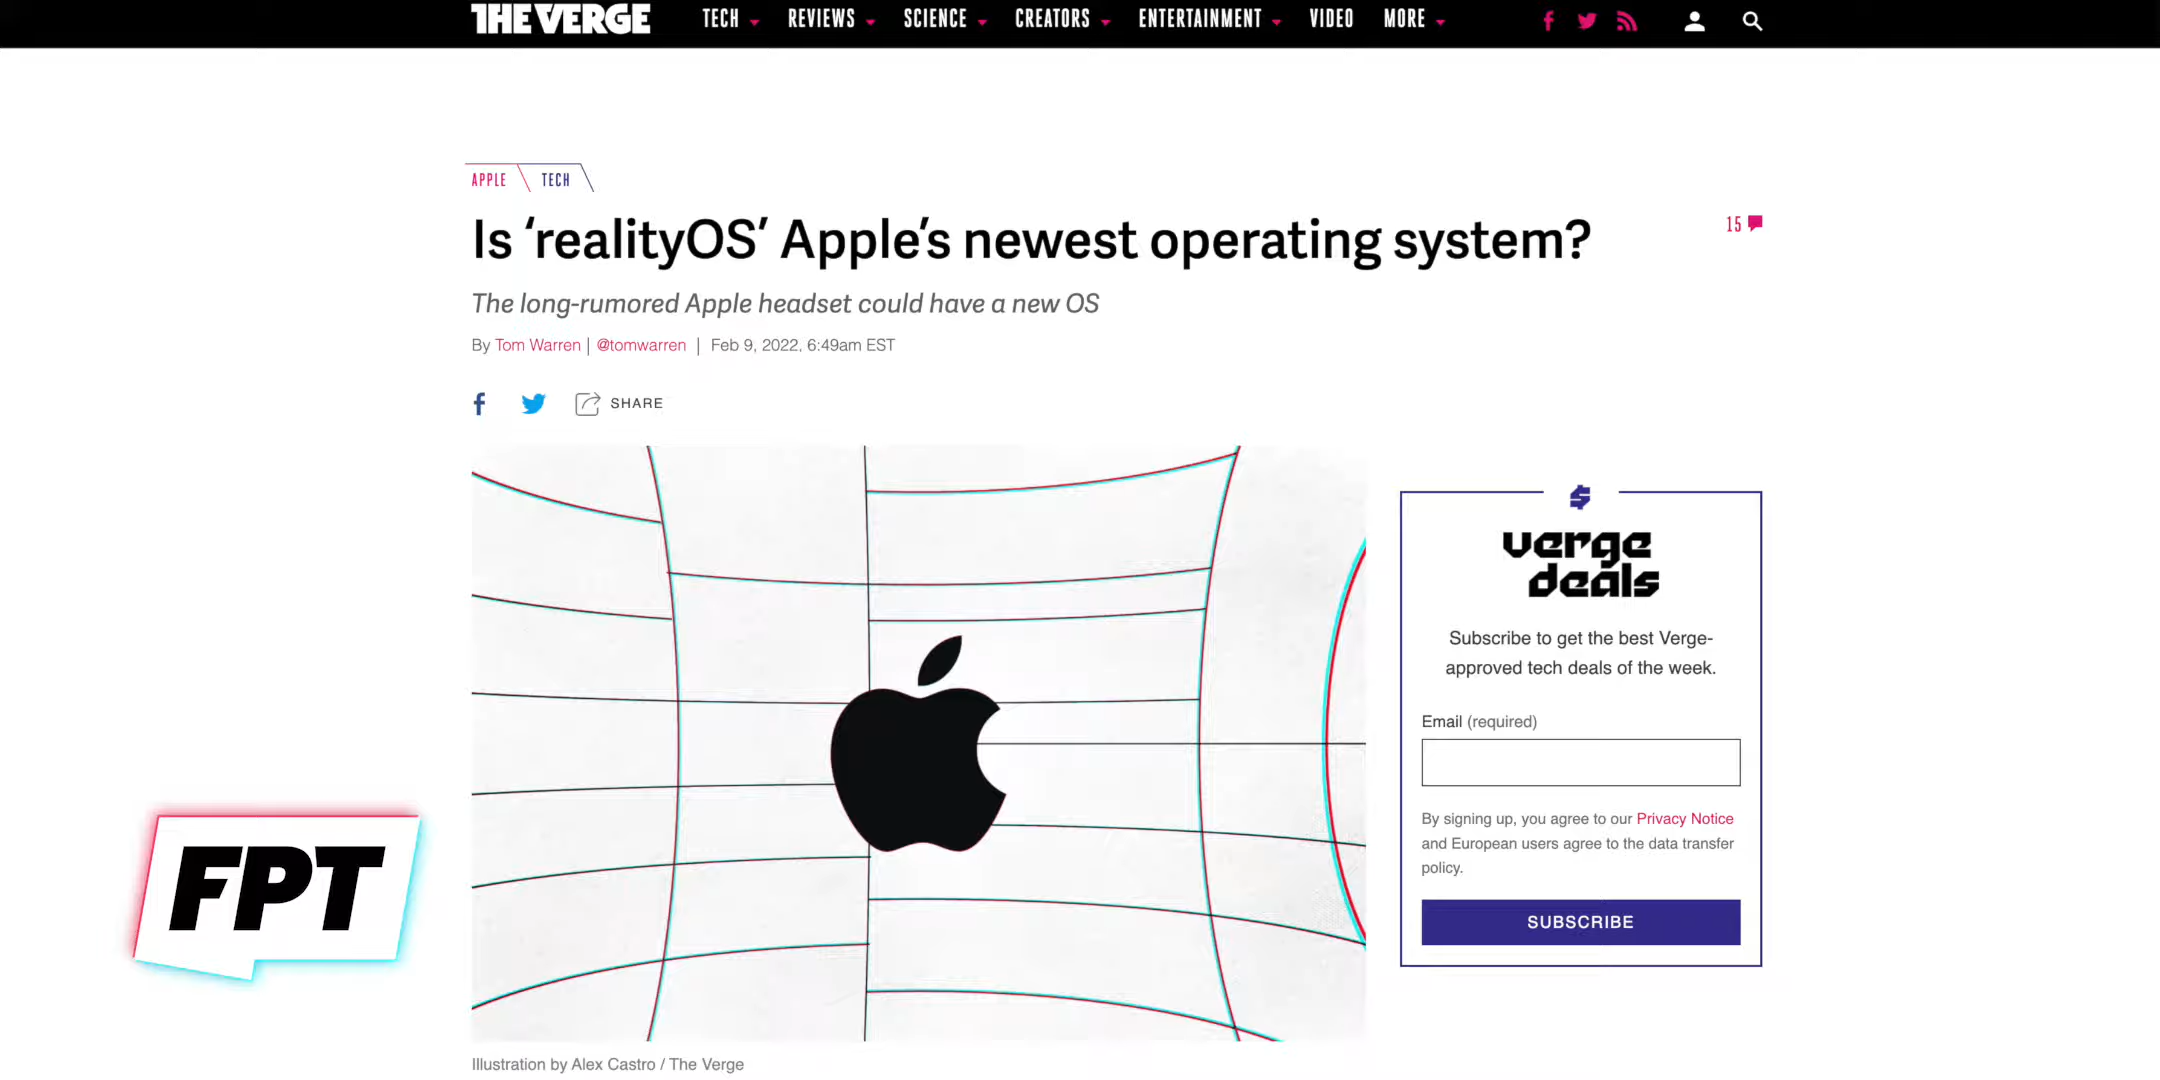 THE VERGE TECH REVIEWS SCIENCE CREATORS ENTERTAINMENT VIDEO MORE
APPLE TECH
Is ‘realityOS’ Apple’s newest operating system?
15
The long-rumored Apple headset could have a new OS
By Tom Warren | @tomwarren | Feb 9, 2022, 6:49am EST
SHARE
verge
deals
Subscribe to get the best Verge-
approved tech deals of the week.
Email (required)
By signing up, you agree to our Privacy Notice
and European users agree to the data transfer
policy.
SUBSCRIBE
FPT
Illustration by Alex Castro / The Verge